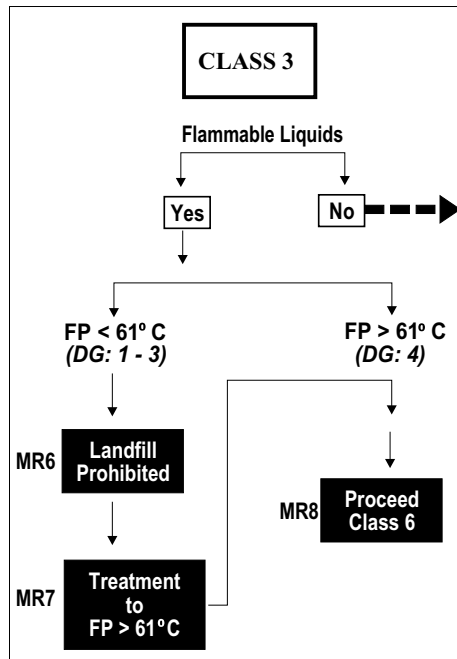 CLASS 3
Flammable Liquids
Yes
No
FP < 61º C
(DG: 1 - 3)
FP > 61º C
(DG: 4)
MR6
Landfill
Prohibited
MR8
Proceed
Class 6
MR7
Treatment
to
FP > 61ºC